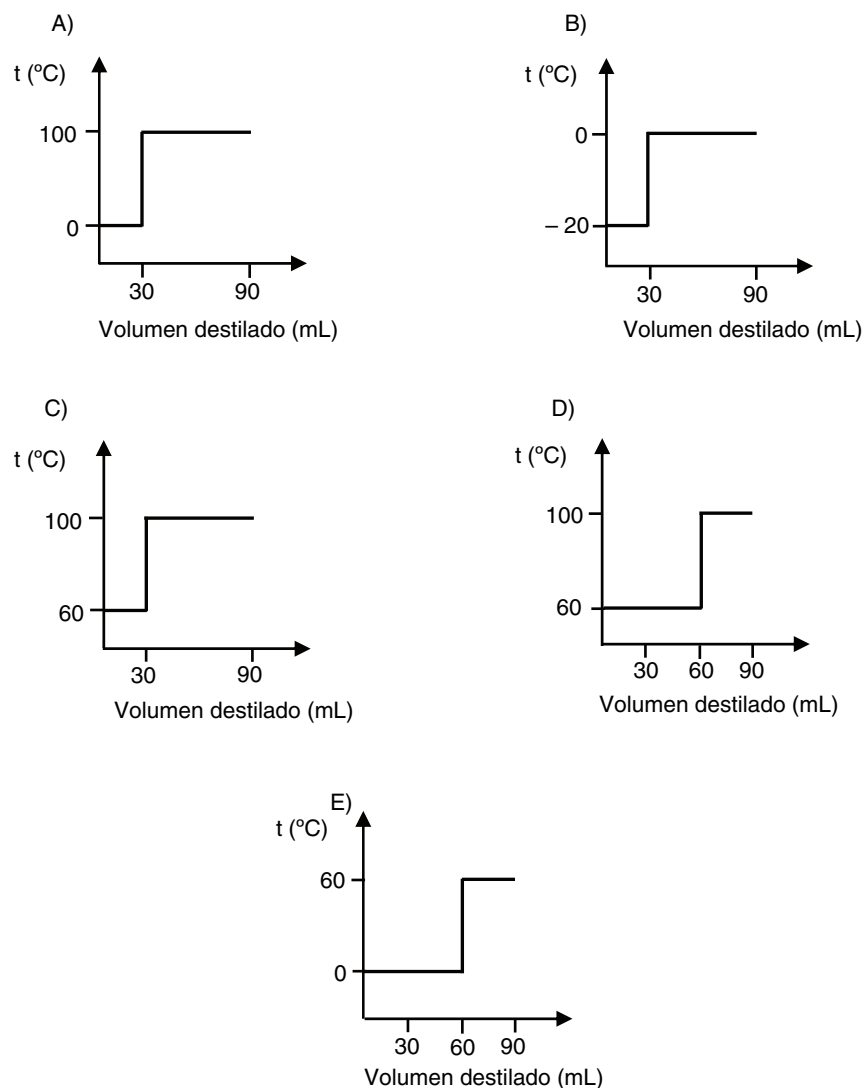 A)
t (ºC)
100
0
30 90
Volumen destilado (mL)
B)
t (ºC)
0
– 20
30 90
Volumen destilado (mL)
C)
t (ºC)
100
60
30 90
Volumen destilado (mL)
D)
t (ºC)
100
60
30 60 90
Volumen destilado (mL)
E)
t (ºC)
60
0
30 60 90
Volumen destilado (mL)